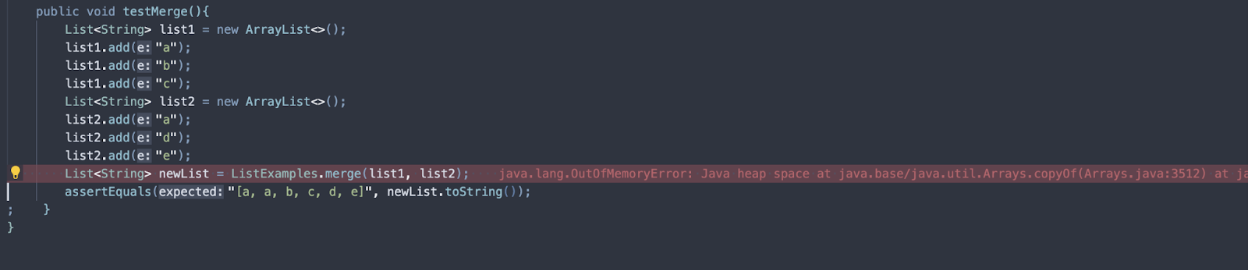 public void testMerge(){
List<String> list1 = new ArrayList<>();
list1.add(e: "a");
list1.add(e: "b");
list1.add(e: "c");
List<String> list2 = new ArrayList<>();
list2.add(e: "a");
list2.add(e: "d");
list2.add(e: "e");
List<String> newList = ListExamples.merge(list1, list2); java.lang.OutOfMemoryError: Java heap space at java.base/java.util.Arrays.copyOf(Arrays.java:3512) at ja
assertEquals(expected: "[a, a, b, c, d, e]", newList.toString());
; }
}